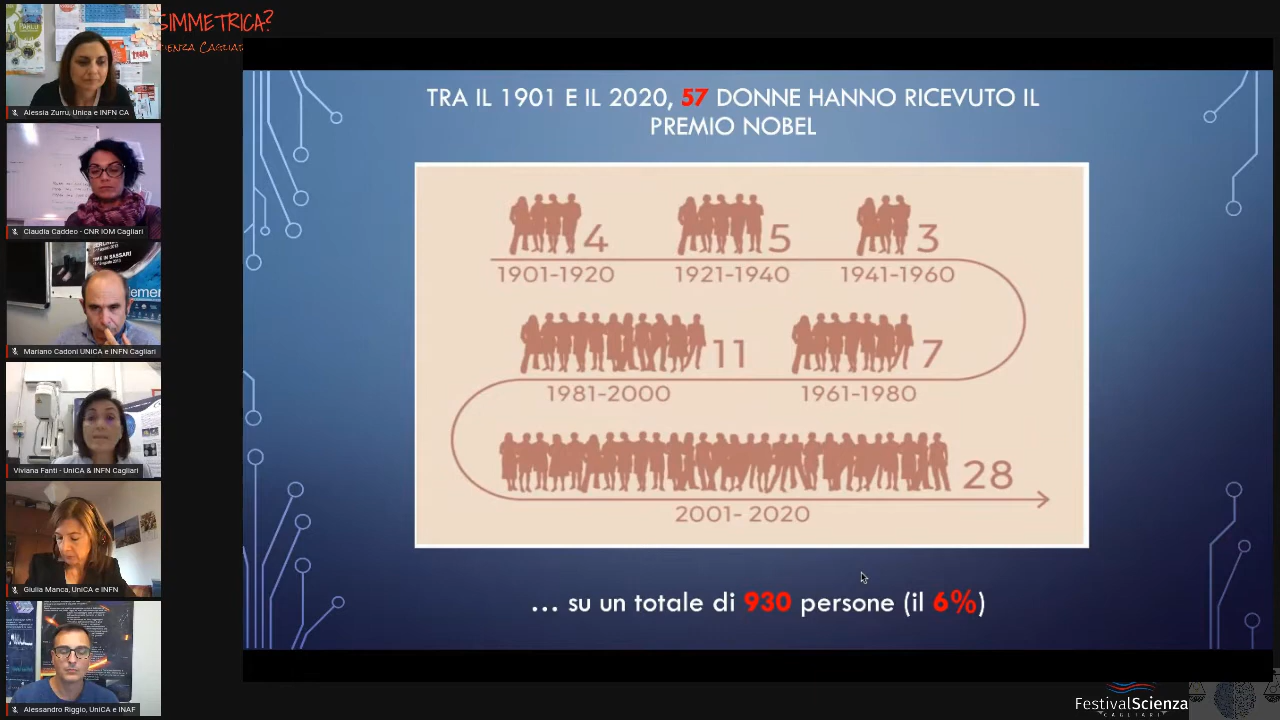 SIMMETRICA?
IENZA CAGLIAR
Alessia Zurru, Unica e INFN CA
Claudia Caddeo - CNR IOM Cagliari
Mariano Cadoni UNICA e INFN Cagliari
Viviana Fanti - UniCA & INFN Cagliari
Giulia Manca, UniCA e INFN
Alessandro Riggio, UniCA e INAF
TRA IL 1901 E IL 2020, 57 DONNE HANNO RICEVUTO IL
PREMIO NOBEL
4 5 3
1901-1920 1921-1940 1941-1960
11 7
1981-2000 1961-1980
28
2001- 2020
... su un totale di 930 persone (il 6%)
FestivalScienza
CAGLIARI